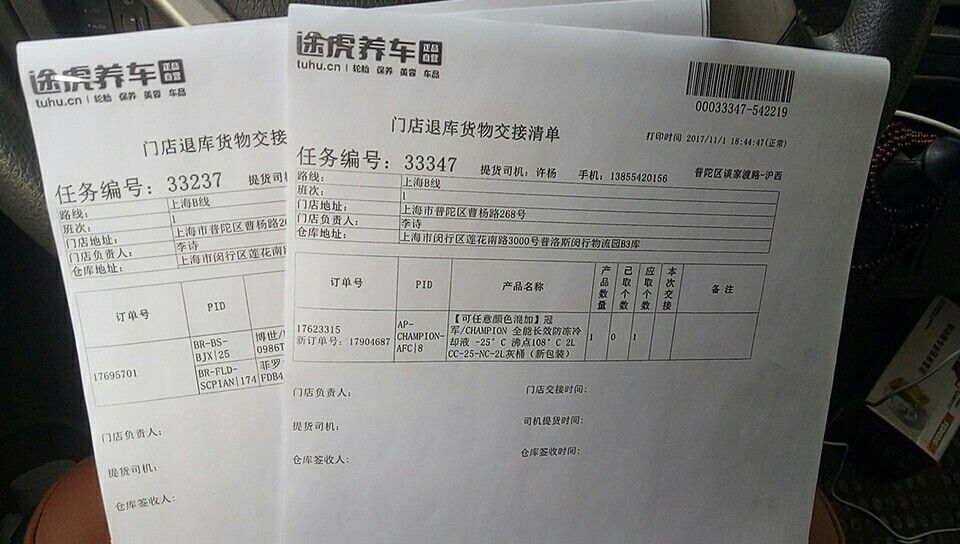 途虎养车 正品自营
tuhu.cn | 轮胎 保养 美容 车品
门店退库货物交接
任务编号: 33237
路线: 上海B线
班次: 1
门店地址: 上海市普陀区曹杨路
门店负责人: 李诗
仓库地址: 上海市闵行区莲花南
订单号 PID
17695701
BR-BS-BJX|25 博世/ 0986T
BR-FLD-SCPIAN|174 菲罗 FDB4
门店负责人:
提货司机:
仓库签收人:
途虎养车 正品自营
tuhu.cn | 轮胎 保养 美容 车品
00033347-542219
门店退库货物交接清单
打印时间 2017/11/1 18:44:47(正常)
任务编号: 33347 提货司机: 许杨 手机: 13855420156 普陀区谈家渡路-沪西
路线: 上海B线
班次: 1
门店地址: 上海市普陀区曹杨路268号
门店负责人: 李诗
仓库地址: 上海市闵行区莲花南路3000号普洛斯闵行物流园B3库
订单号 PID 产品名称 产品数量 已取个数 应取个数 本次交接 备注
17623315
新订单号: 17904687
AP-CHAMPION-AFC|8
【可任意颜色混加】冠
军/CHAMPION 全能长效防冻冷
却液 -25°C 沸点108°C 2L
CC-25-NC-2L灰桶(新包装)
1 0 1
门店负责人: 门店交接时间:
提货司机: 司机提货时间:
仓库签收人: 仓库签收时间: